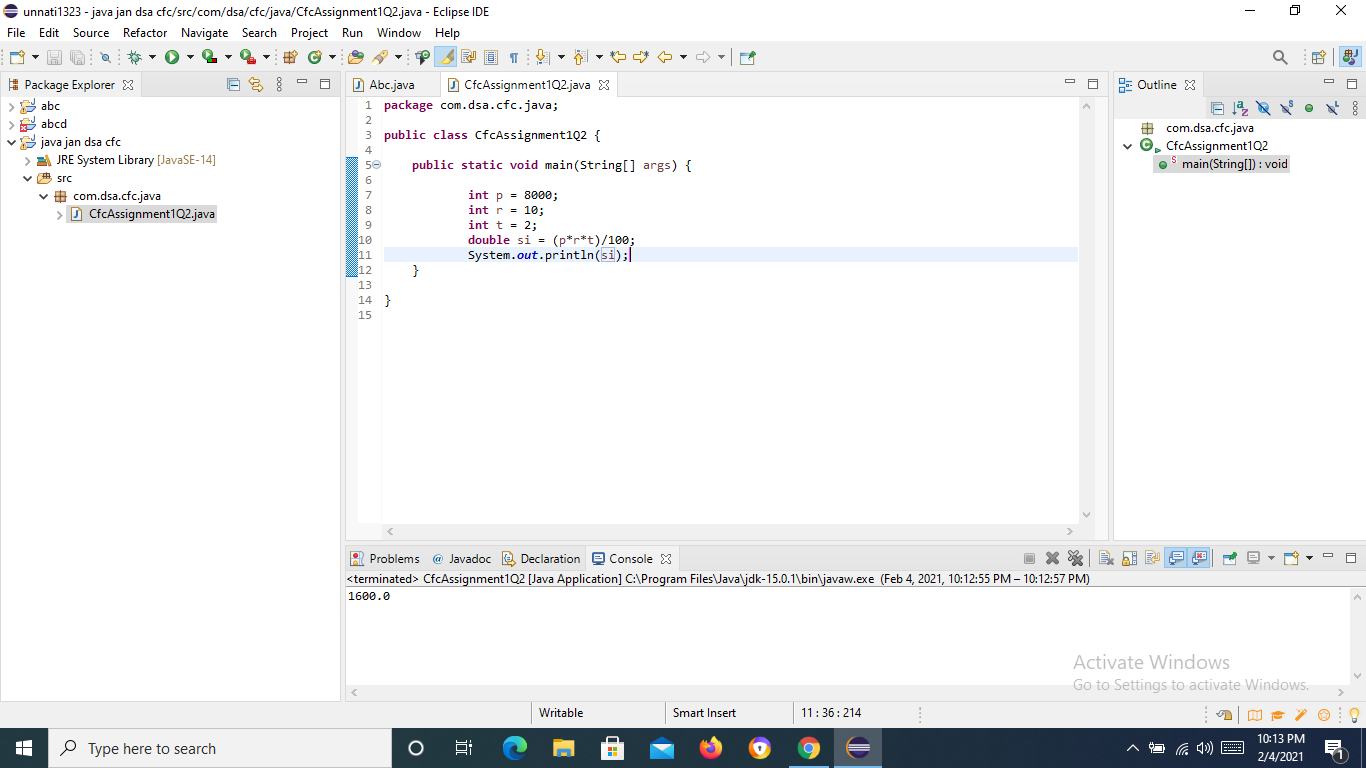 unnati1323 - java jan dsa cfc/src/com/dsa/cfc/java/CfcAssignment1Q2.java - Eclipse IDE
File Edit Source Refactor Navigate Search Project Run Window Help
Package Explorer
abc
abcd
java jan dsa cfc
JRE System Library [JavaSE-14]
src
com.dsa.cfc.java
CfcAssignment1Q2.java
Abc.java CfcAssignment1Q2.java
1 package com.dsa.cfc.java;
2
3 public class CfcAssignment1Q2 {
4
5 public static void main(String[] args) {
6
7 int p = 8000;
8 int r = 10;
9 int t = 2;
10 double si = (p*r*t)/100;
11 System.out.println(si);
12 }
13
14 }
15
Outline
com.dsa.cfc.java
CfcAssignment1Q2
main(String[]) : void
Problems @ Javadoc Declaration Console
<terminated> CfcAssignment1Q2 [Java Application] C:\Program Files\Java\jdk-15.0.1\bin\javaw.exe (Feb 4, 2021, 10:12:55 PM – 10:12:57 PM)
1600.0
Activate Windows
Go to Settings to activate Windows.
Writable Smart Insert 11 : 36 : 214
Type here to search
10:13 PM
2/4/2021
1